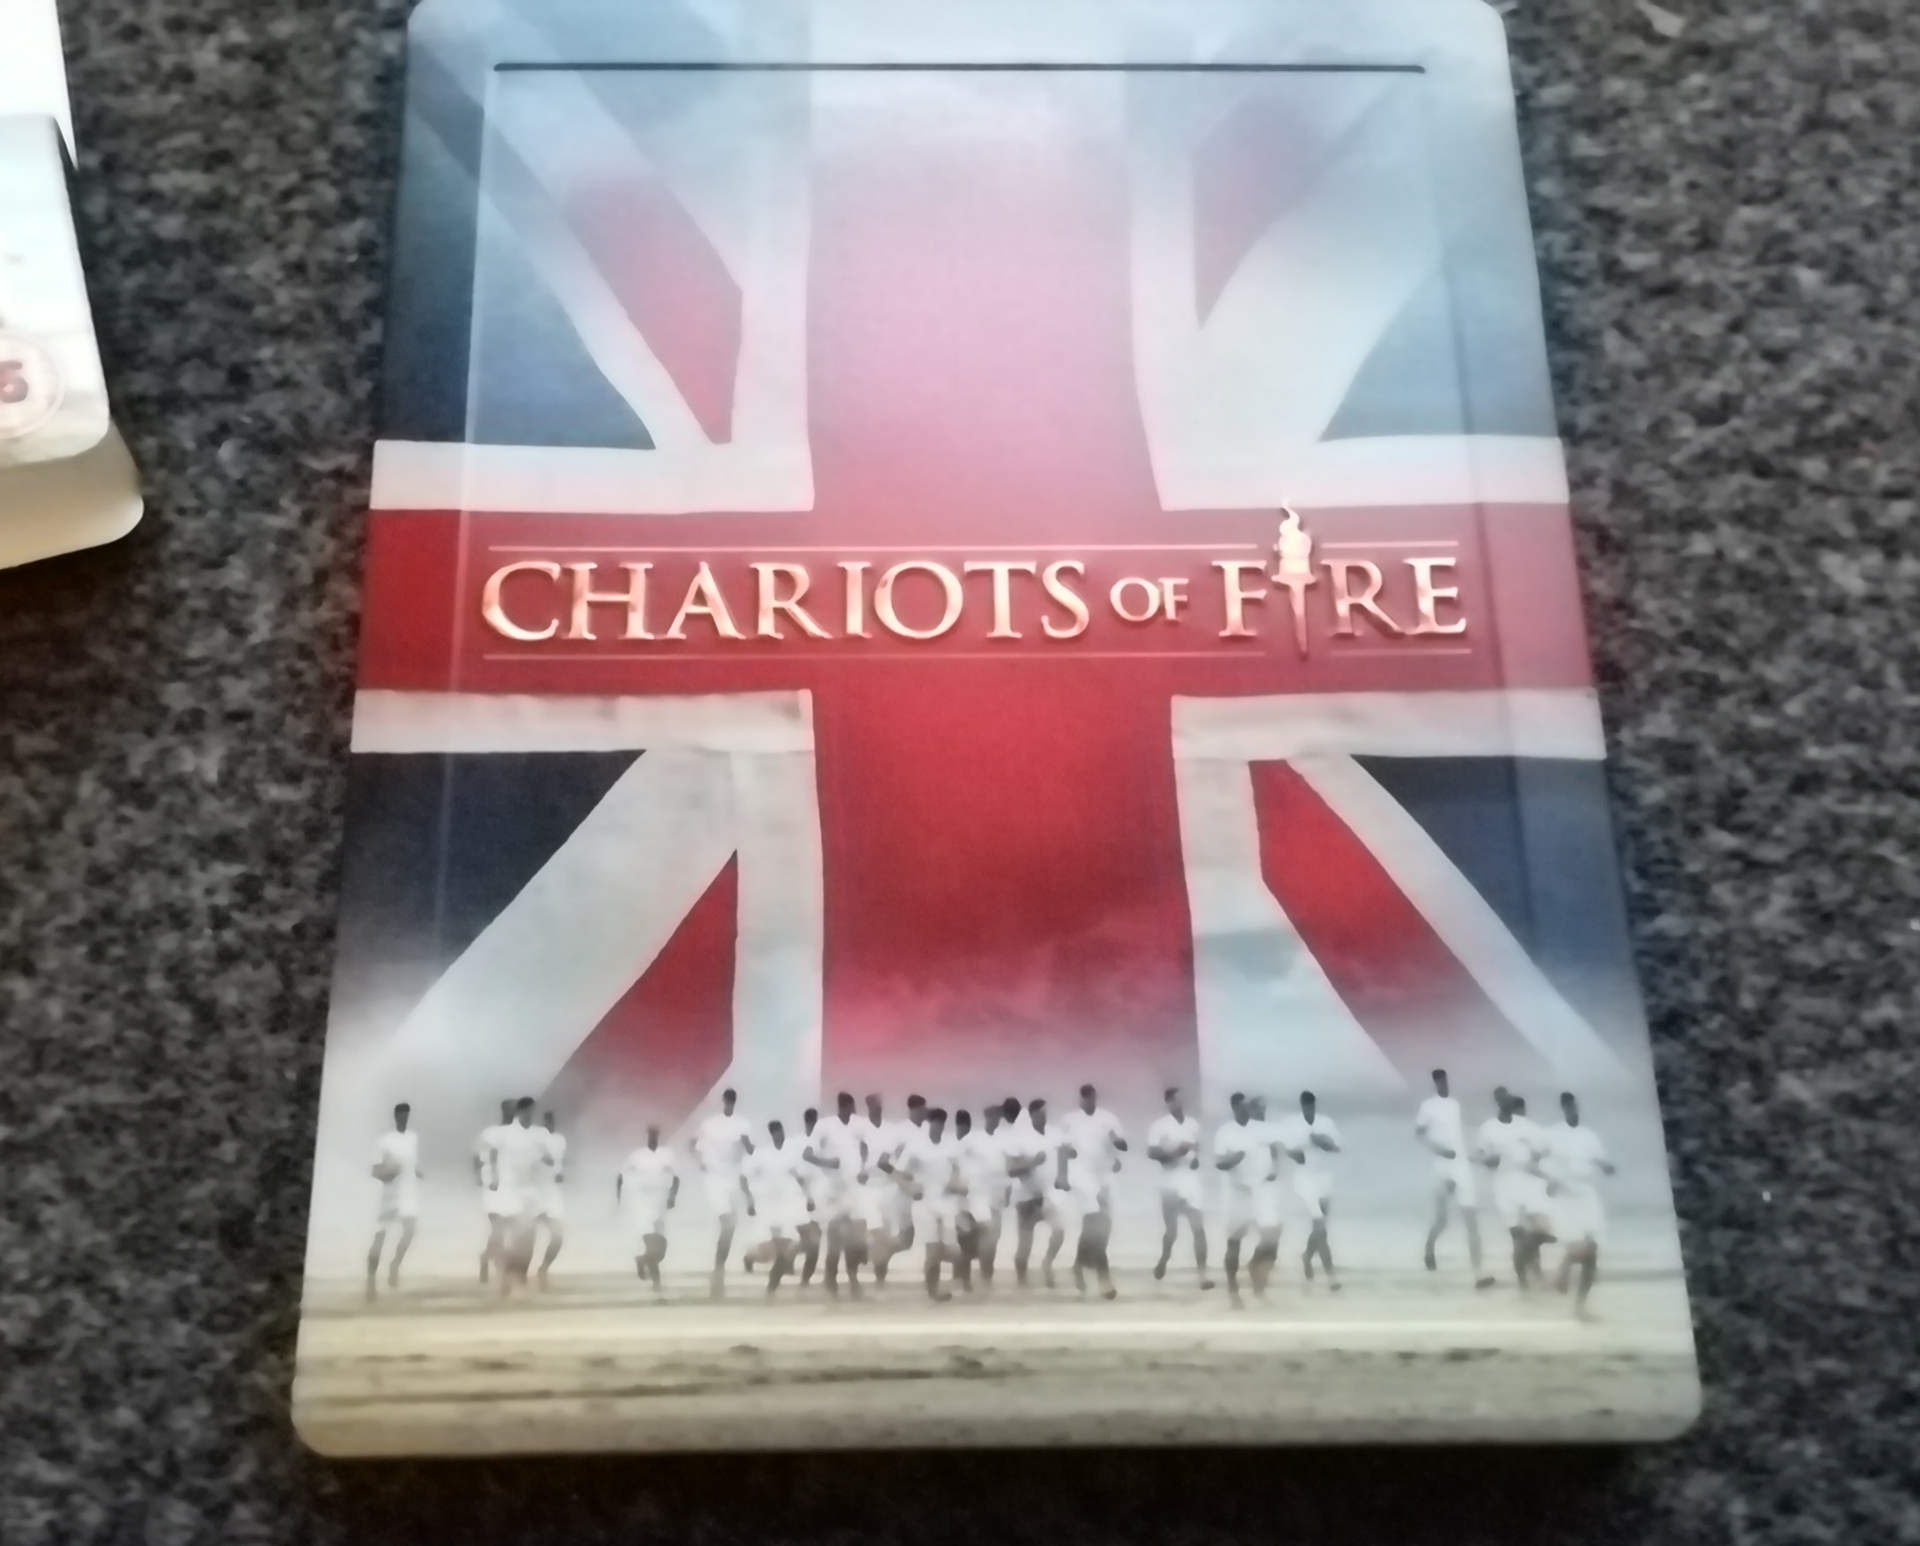 CHARIOTS OF FIRE